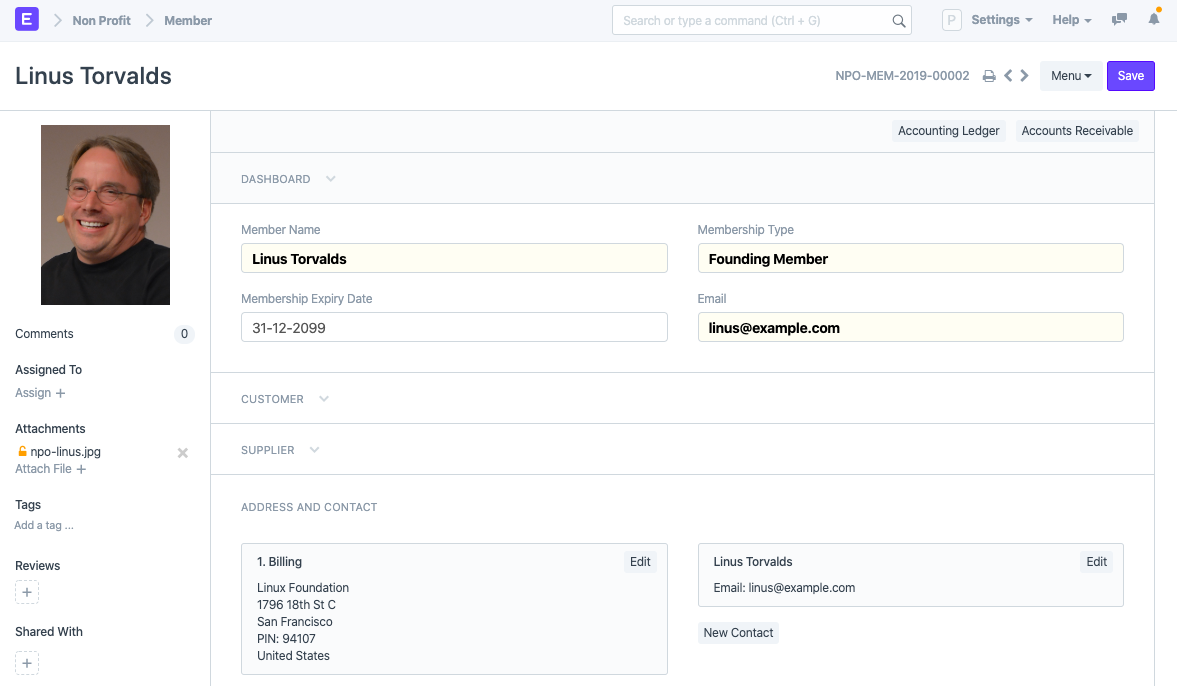 E
Non Profit
Member
Search or type a command (Ctrl + G)
P
Settings
Help
Linus Torvalds
NPO-MEM-2019-00002
Menu
Save
Comments
0
Assigned To
Assign +
Attachments
npo-linus.jpg
Attach File +
Tags
Add a tag ...
Reviews
+
Shared With
+
Accounting Ledger
Accounts Receivable
DASHBOARD
Member Name
Linus Torvalds
Membership Type
Founding Member
Membership Expiry Date
31-12-2099
Email
linus@example.com
CUSTOMER
SUPPLIER
ADDRESS AND CONTACT
1. Billing
Edit
Linux Foundation
1796 18th St C
San Francisco
PIN: 94107
United States
Linus Torvalds
Edit
Email: linus@example.com
New Contact